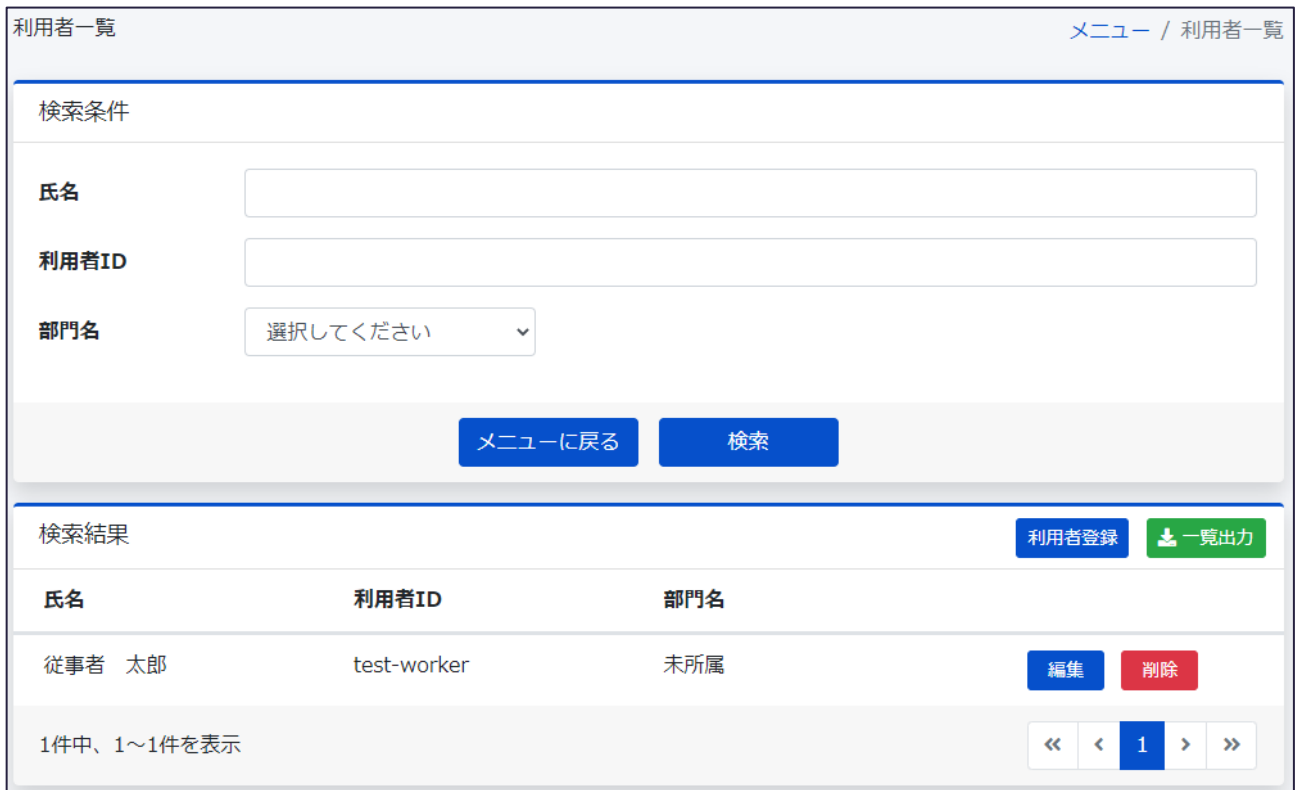 利用者一覧
メニュー / 利用者一覧
検索条件
氏名
利用者ID
部門名 選択してください
メニューに戻る 検索
検索結果 利用者登録 一覧出力
氏名 利用者ID 部門名
従事者　太郎 test-worker 未所属 編集 削除
1件中、1～1件を表示 « ‹ 1 › »